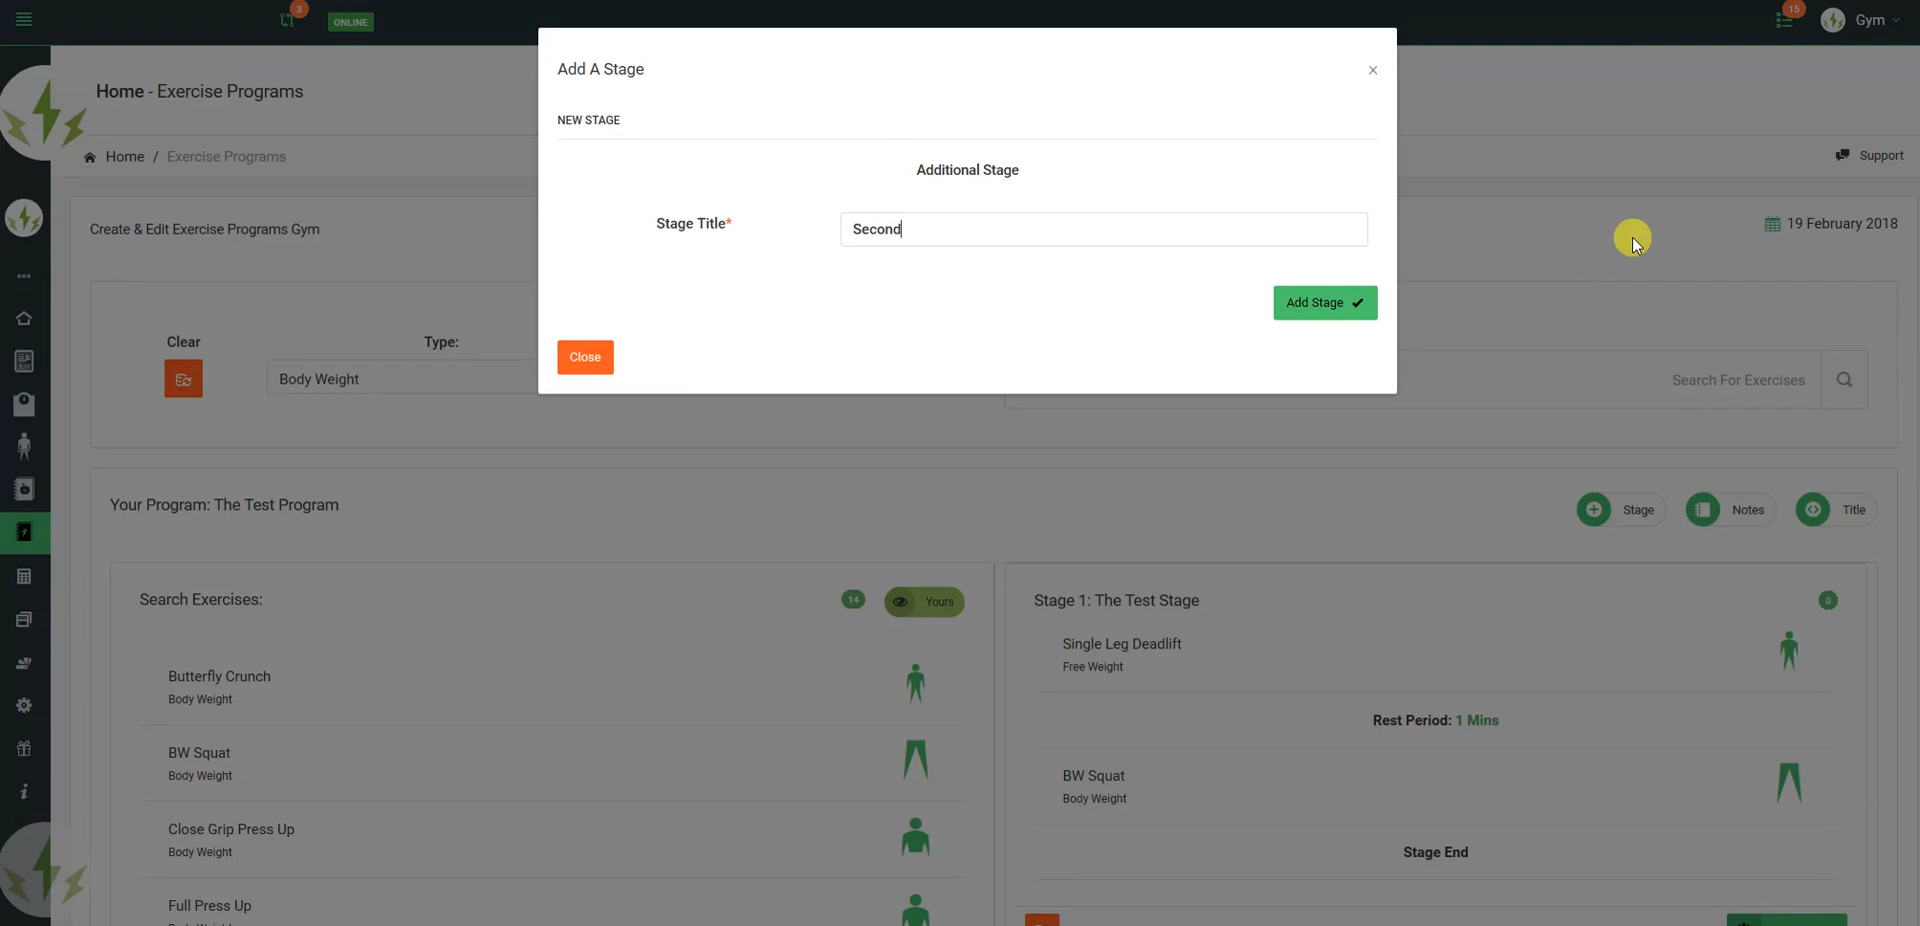 3
ONLINE
15
Gym
Add A Stage
×
Home - Exercise Programs
NEW STAGE
Home / Exercise Programs
Support
Additional Stage
Stage Title*
Second
Create & Edit Exercise Programs Gym
19 February 2018
Add Stage
Clear
Type:
Close
Body Weight
Search For Exercises
Your Program: The Test Program
Stage
Notes
Title
Search Exercises:
14
Yours
Butterfly Crunch
Body Weight
BW Squat
Body Weight
Close Grip Press Up
Body Weight
Full Press Up
Stage 1: The Test Stage
0
Single Leg Deadlift
Free Weight
Rest Period: 1 Mins
BW Squat
Body Weight
Stage End